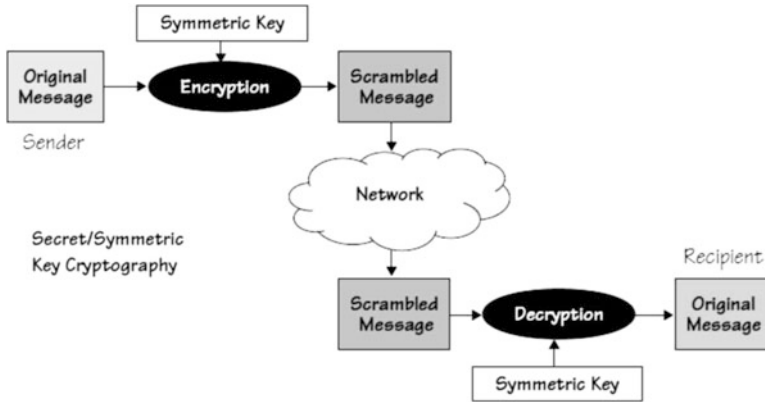 Symmetric Key
Original
Message
Encryption
Scrambled
Message
Sender
Network
Secret/Symmetric
Key Cryptography
Recipient
Scrambled
Message
Decryption
Original
Message
Symmetric Key